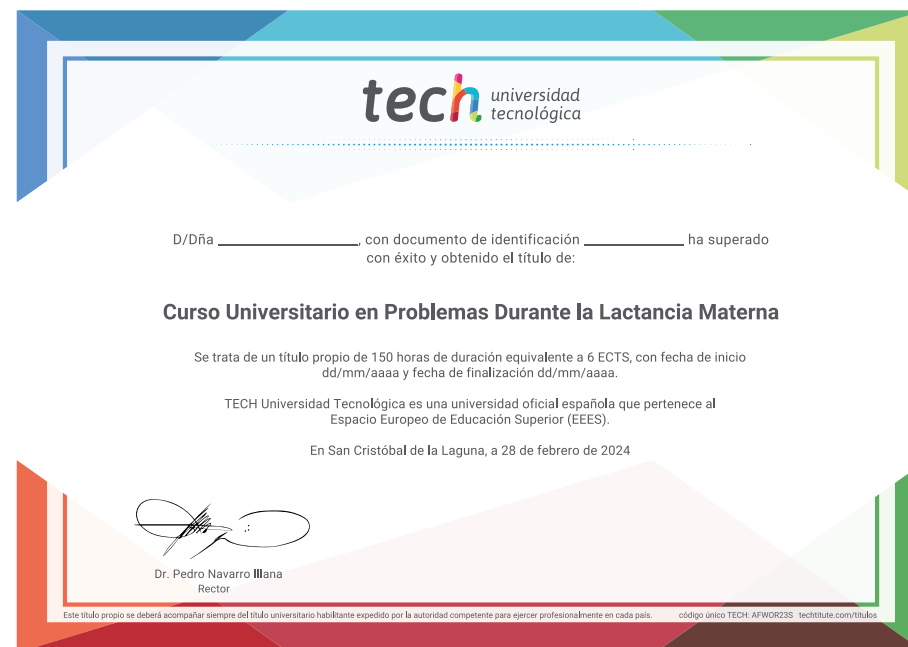 tech universidad
tecnológica
D/Dña ____________________, con documento de identificación ______________ ha superado
con éxito y obtenido el título de:
Curso Universitario en Problemas Durante la Lactancia Materna
Se trata de un título propio de 150 horas de duración equivalente a 6 ECTS, con fecha de inicio
dd/mm/aaaa y fecha de finalización dd/mm/aaaa.
TECH Universidad Tecnológica es una universidad oficial española que pertenece al
Espacio Europeo de Educación Superior (EEES).
En San Cristóbal de la Laguna, a 28 de febrero de 2024
Dr. Pedro Navarro Illana
Rector
Este título propio se deberá acompañar siempre del título universitario habilitante expedido por la autoridad competente para ejercer profesionalmente en cada país. código único TECH: AFWOR23S techtitute.com/titulos